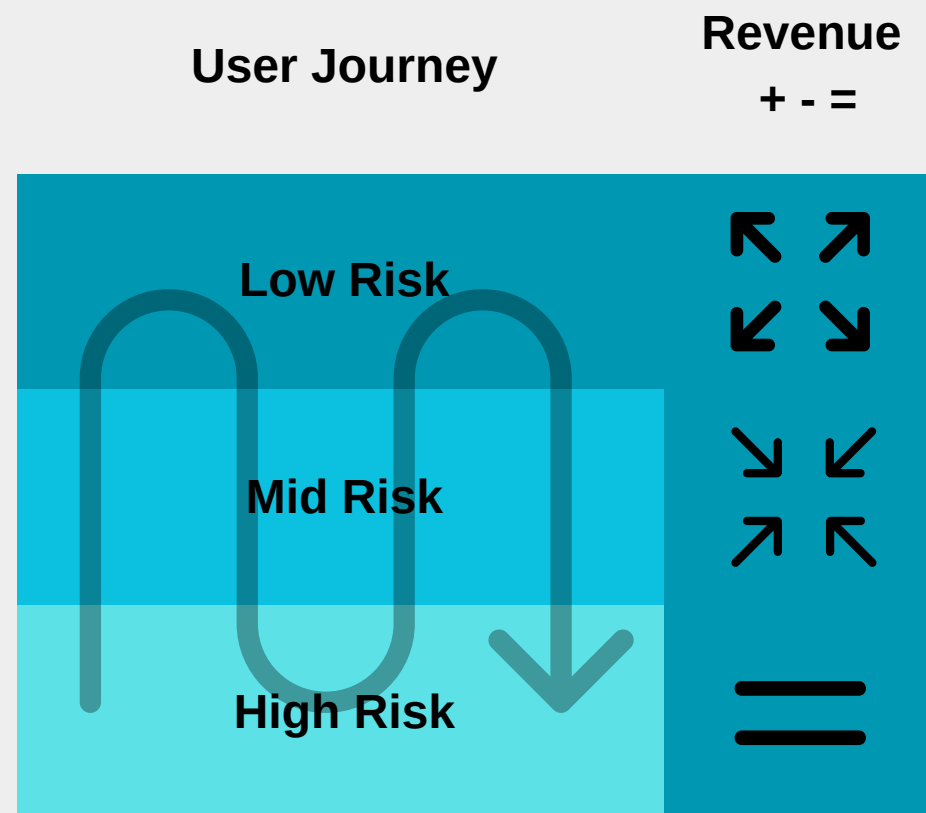 User Journey
Revenue
+ - =
Low Risk
Mid Risk
High Risk